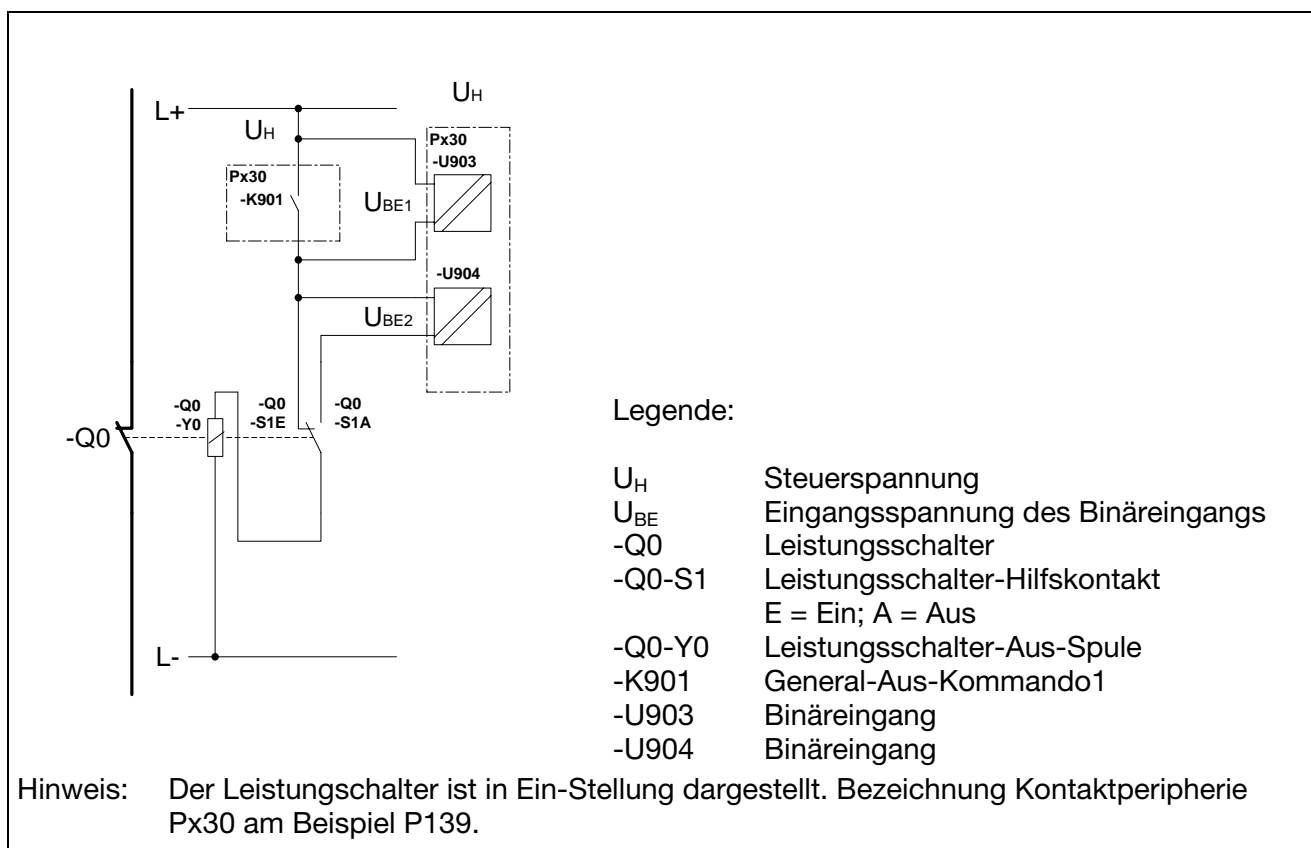 L+
UH
UH
Px30
-K901
Px30
-U903
UBE1
-U904
UBE2
-Q0
-Y0
-Q0
-S1E
-Q0
-S1A
-Q0
L-
Legende:
UH Steuerspannung
UBE Eingangsspannung des Binäreingangs
-Q0 Leistungsschalter
-Q0-S1 Leistungsschalter-Hilfskontakt
E = Ein; A = Aus
-Q0-Y0 Leistungsschalter-Aus-Spule
-K901 General-Aus-Kommando1
-U903 Binäreingang
-U904 Binäreingang
Hinweis: Der Leistungschalter ist in Ein-Stellung dargestellt. Bezeichnung Kontaktperipherie
Px30 am Beispiel P139.